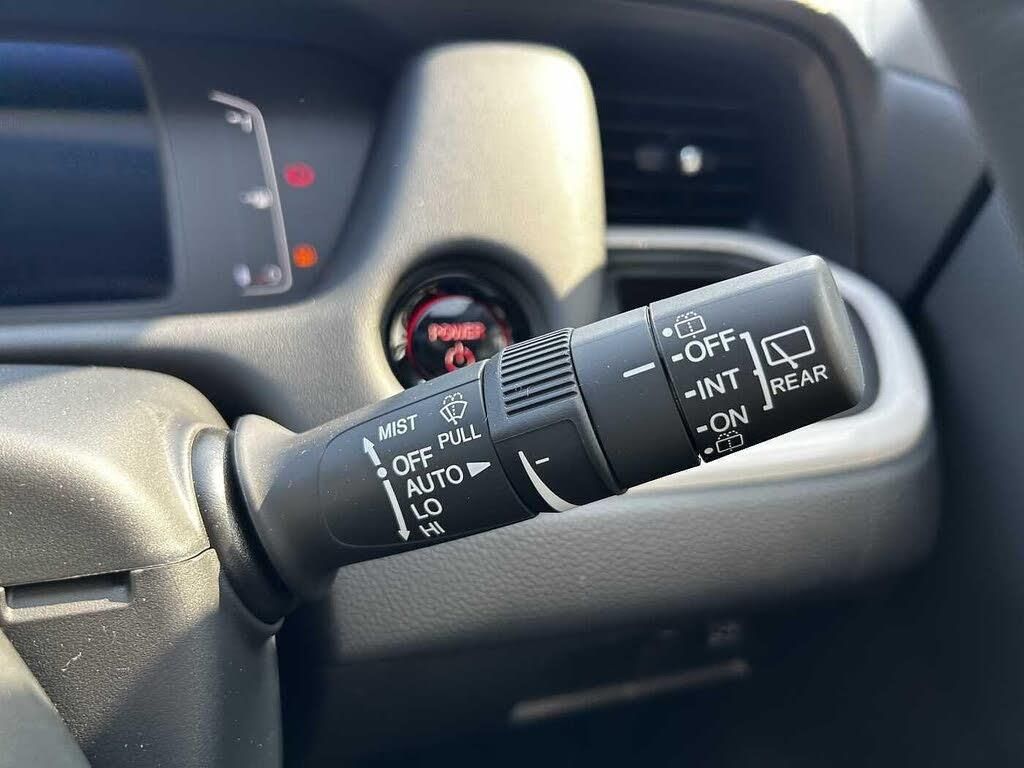 POWER
MIST
PULL
OFF
AUTO
LO
HI
OFF
INT
ON
REAR